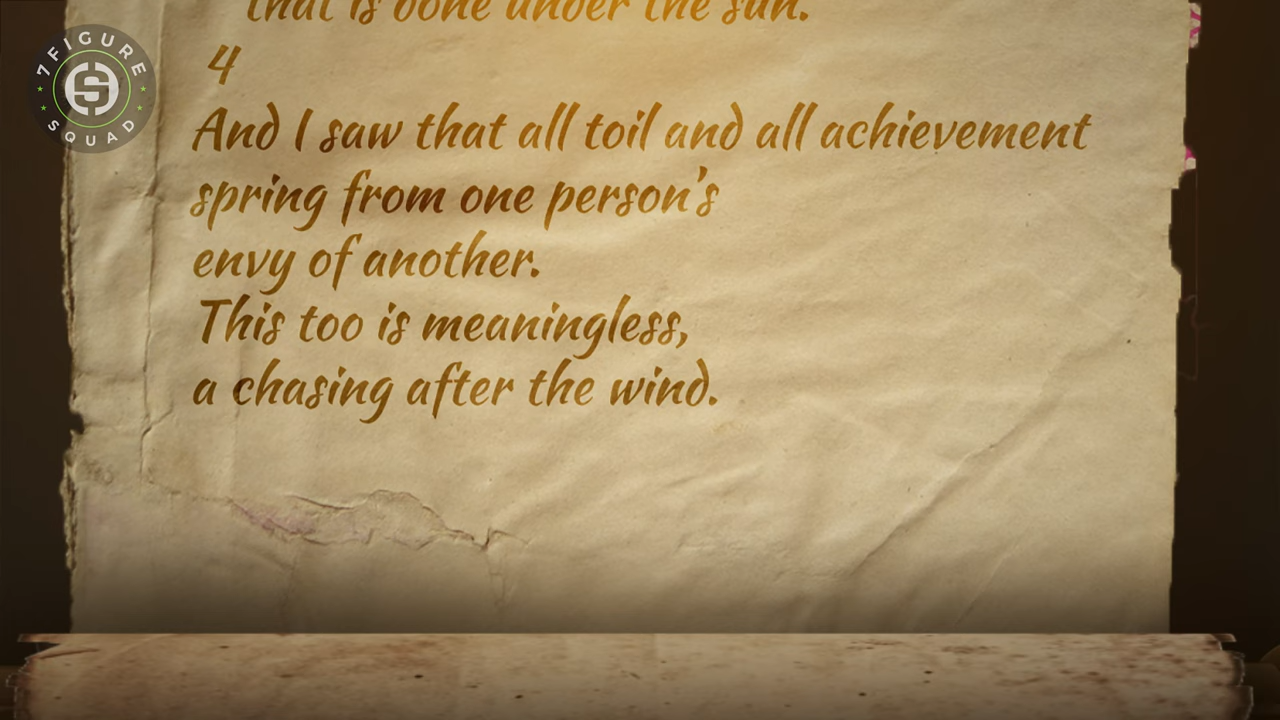 7FIGURE
SQUAD
that is done under the sun.
4
And I saw that all toil and all achievement
spring from one person's
envy of another.
This too is meaningless,
a chasing after the wind.